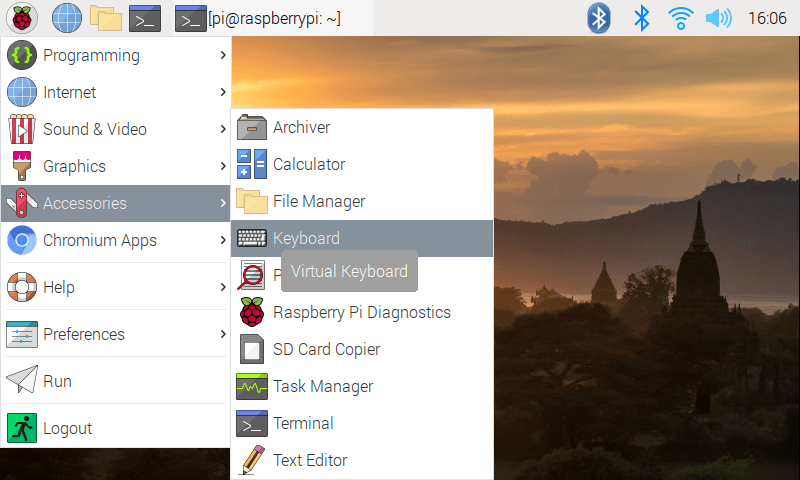 [pi@raspberrypi: ~]
16:06
Programming
Internet
Sound & Video
Graphics
Accessories
Chromium Apps
Help
Preferences
Run
Logout
Archiver
Calculator
File Manager
Keyboard
Virtual Keyboard
Raspberry Pi Diagnostics
SD Card Copier
Task Manager
Terminal
Text Editor